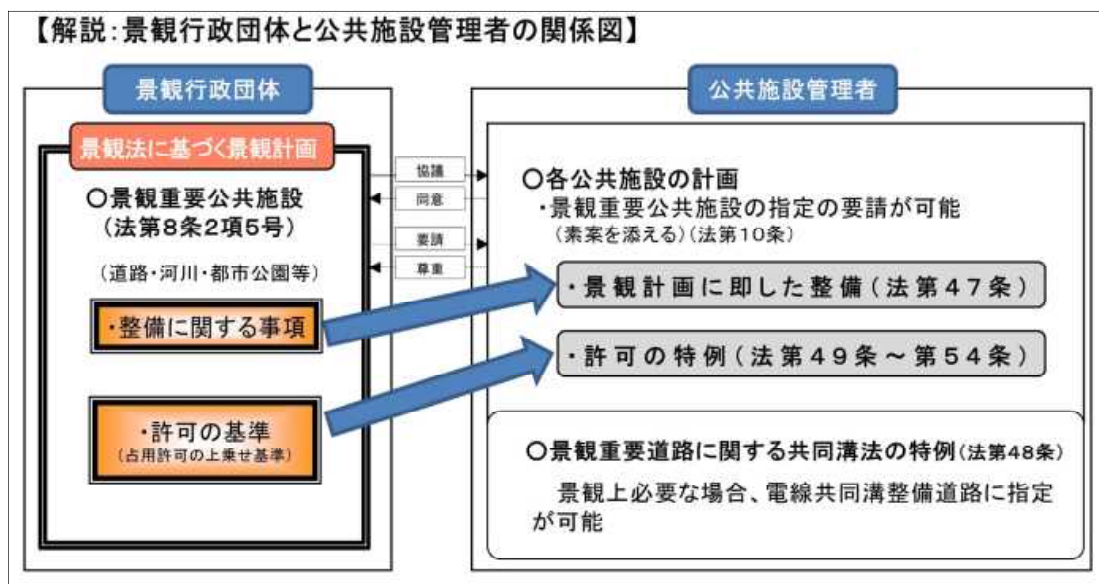 【解説:景観行政団体と公共施設管理者の関係図】
景観行政団体
景観法に基づく景観計画
○景観重要公共施設
(法第8条2項5号)
(道路・河川・都市公園等)
・整備に関する事項
・許可の基準
(占用許可の上乗せ基準)
協議
同意
要請
尊重
公共施設管理者
○各公共施設の計画
・景観重要公共施設の指定の要請が可能
(素案を添える)(法第10条)
・景観計画に即した整備(法第47条)
・許可の特例(法第49条~第54条)
○景観重要道路に関する共同溝法の特例(法第48条)
景観上必要な場合、電線共同溝整備道路に指定
が可能